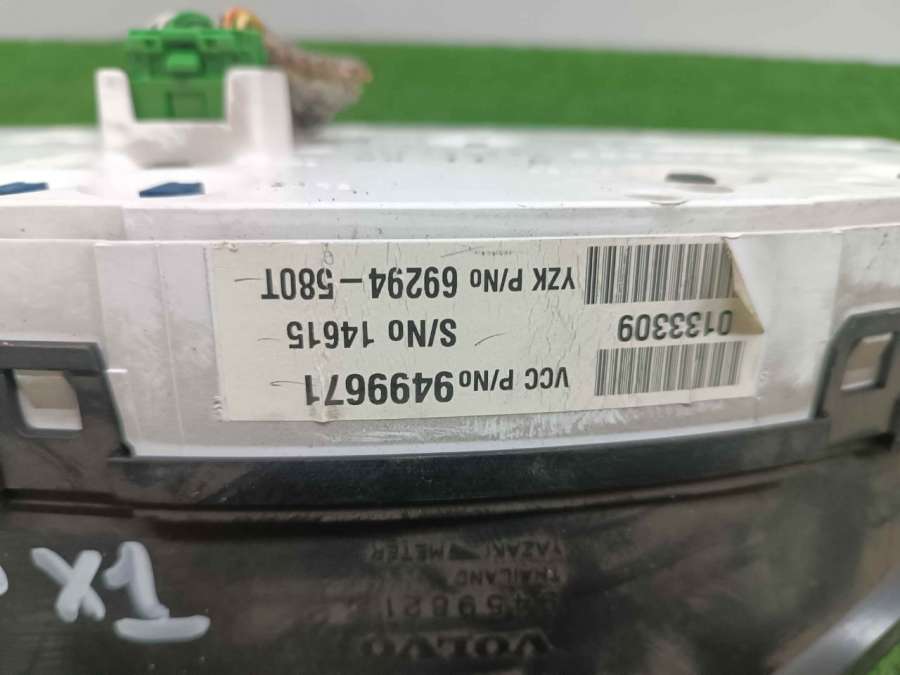 VOLVO
THAILAND
YAZAKI METER
VCC P/No 9499671
0133309 S/No 14615
YZK P/No 69294-580T
X1